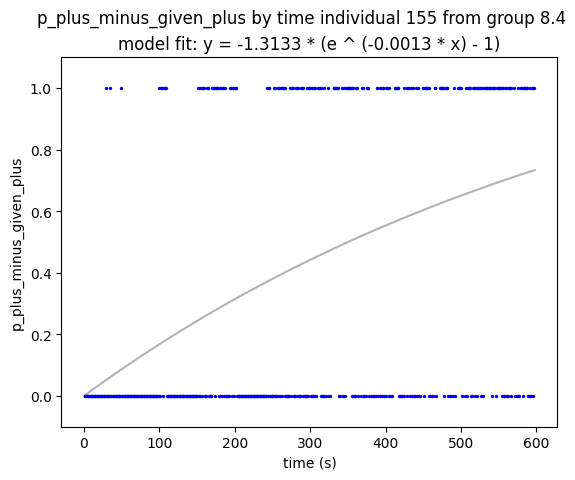 p_plus_minus_given_plus by time individual 155 from group 8.4
model fit: y = -1.3133 * (e ^ (-0.0013 * x) - 1)
1.0
0.8
0.6
0.4
0.2
0.0
p_plus_minus_given_plus
0 100 200 300 400 500 600
time (s)